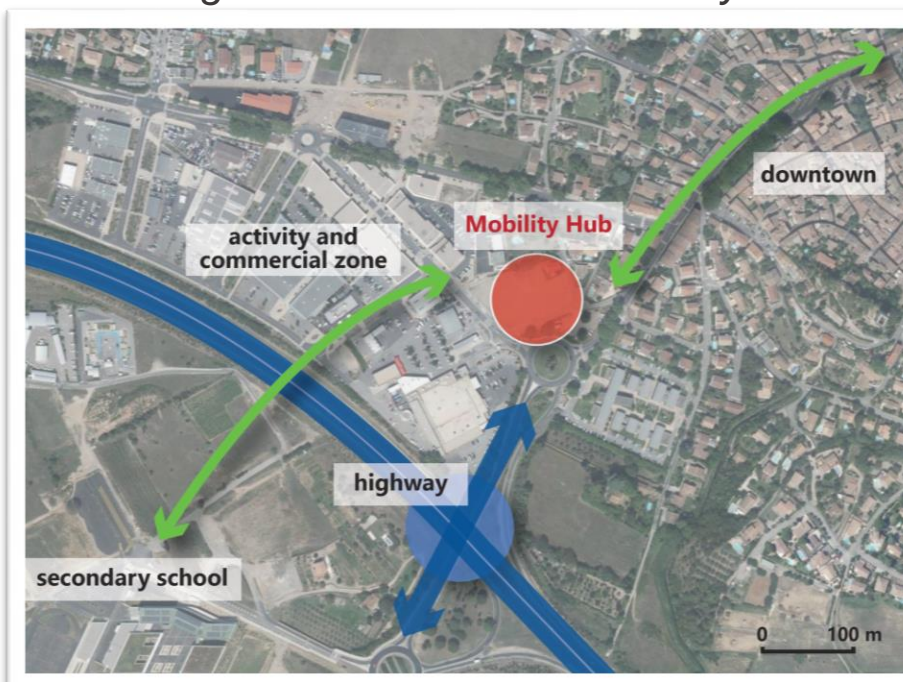 downtown
Mobility Hub
activity and
commercial zone
highway
secondary school
0 100 m